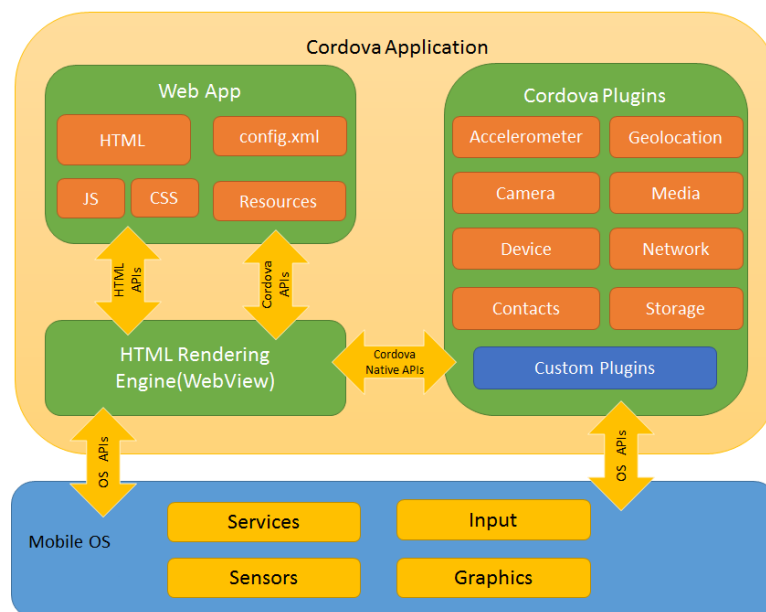 Cordova Application
Web App
HTML
config.xml
JS
CSS
Resources
HTML
APIs
Cordova
APIs
HTML Rendering
Engine(WebView)
Cordova
Native APIs
Cordova Plugins
Accelerometer
Geolocation
Camera
Media
Device
Network
Contacts
Storage
Custom Plugins
OS APIs
OS APIs
Mobile OS
Services
Input
Sensors
Graphics